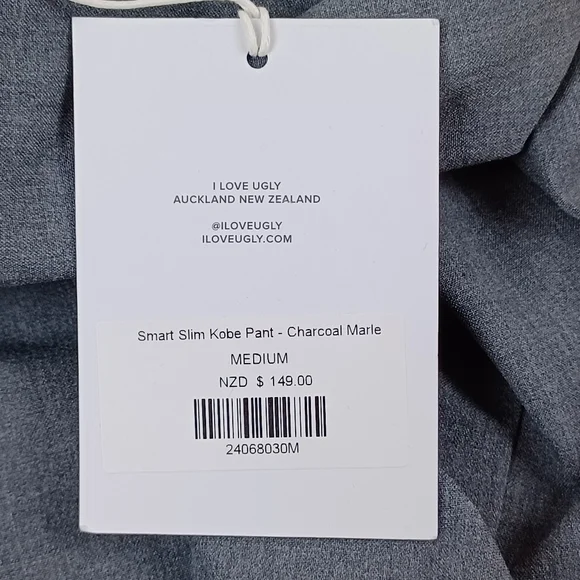 I LOVE UGLY
AUCKLAND NEW ZEALAND
@ILOVEUGLY
ILOVEUGLY.COM
Smart Slim Kobe Pant - Charcoal Marle
MEDIUM
NZD $ 149.00
24068030M